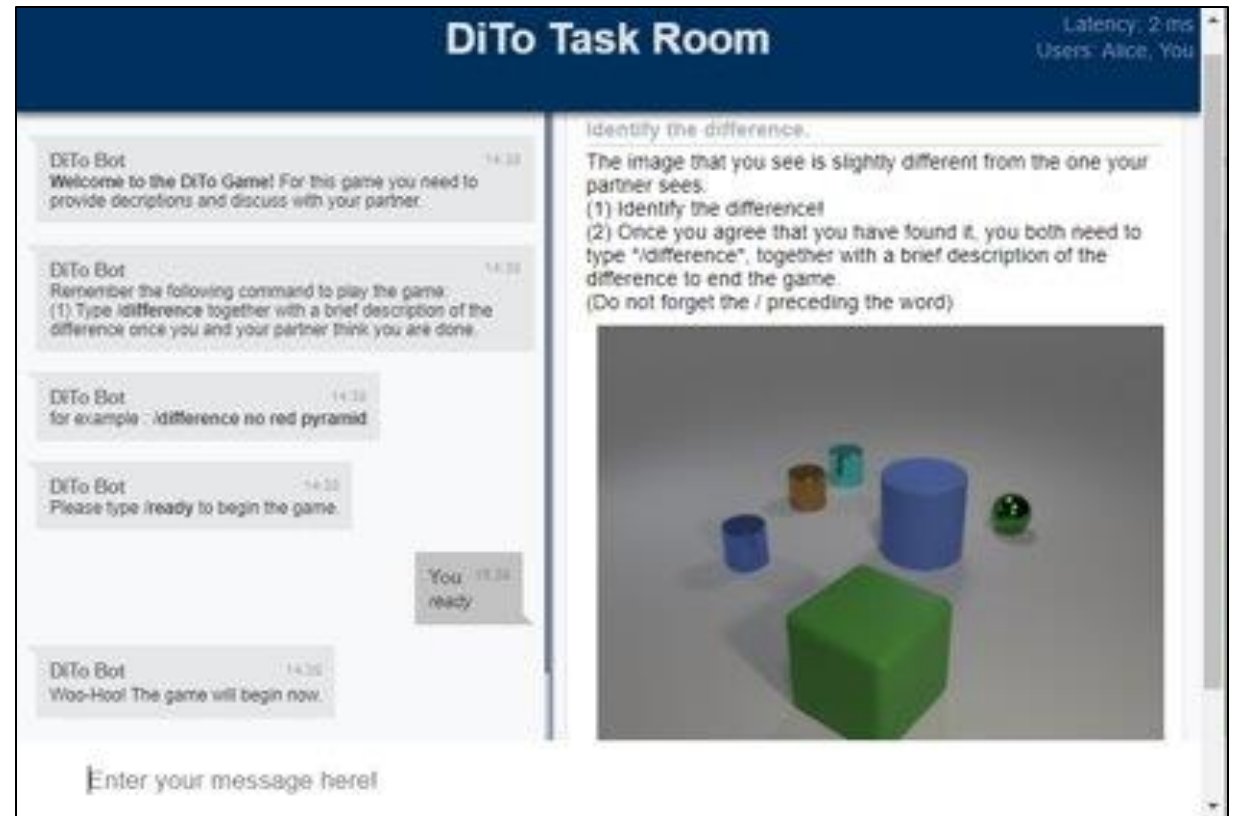 DiTo Task Room
Latency: 2 ms
Users: Alice, You
DiTo Bot 14:38
Welcome to the DiTo Game! For this game you need to
provide decriptions and discuss with your partner.
DiTo Bot 14:38
Remember the following command to play the game:
(1) Type /difference together with a brief description of the
difference once you and your partner think you are done.
DiTo Bot 14:38
for example : /difference no red pyramid
DiTo Bot
Please type /ready to begin the game.
You
ready
DiTo Bot
Woo-Hoo! The game will begin now.
Enter your message here!
Identify the difference.
The image that you see is slightly different from the one your
partner sees.
(1) Identify the difference!
(2) Once you agree that you have found it, you both need to
type "/difference", together with a brief description of the
difference to end the game.
(Do not forget the / preceding the word)